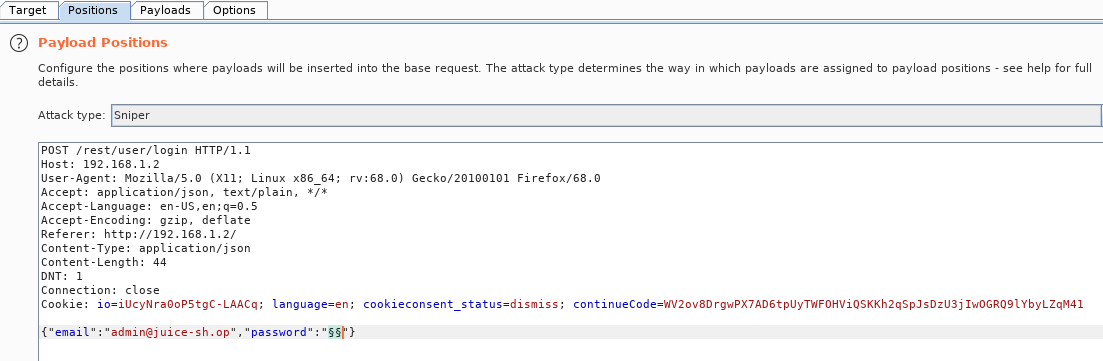 Target Positions Payloads Options
? Payload Positions
Configure the positions where payloads will be inserted into the base request. The attack type determines the way in which payloads are assigned to payload positions - see help for full
details.
Attack type: Sniper
POST /rest/user/login HTTP/1.1
Host: 192.168.1.2
User-Agent: Mozilla/5.0 (X11; Linux x86_64; rv:68.0) Gecko/20100101 Firefox/68.0
Accept: application/json, text/plain, */*
Accept-Language: en-US,en;q=0.5
Accept-Encoding: gzip, deflate
Referer: http://192.168.1.2/
Content-Type: application/json
Content-Length: 44
DNT: 1
Connection: close
Cookie: io=iUcyNra0oP5tgC-LAACq; language=en; cookieconsent_status=dismiss; continueCode=WV2ov8DrgwPX7AD6tpUyTWFOHViQSKKh2qSpJsDzU3jIwOGRQ9lYbyLZqM41
{"email":"admin@juice-sh.op","password":"§§"}